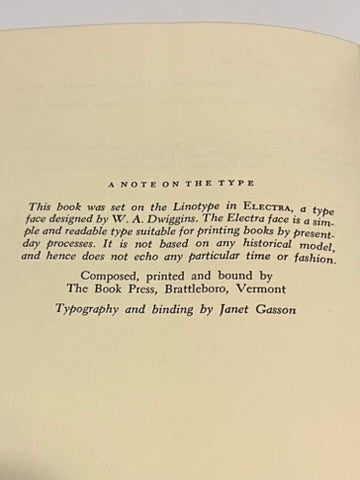 A NOTE ON THE TYPE
This book was set on the Linotype in ELECTRA, a type
face designed by W. A. Dwiggins. The Electra face is a sim-
ple and readable type suitable for printing books by present-
day processes. It is not based on any historical model,
and hence does not echo any particular time or fashion.
Composed, printed and bound by
The Book Press, Brattleboro, Vermont
Typography and binding by Janet Gasson